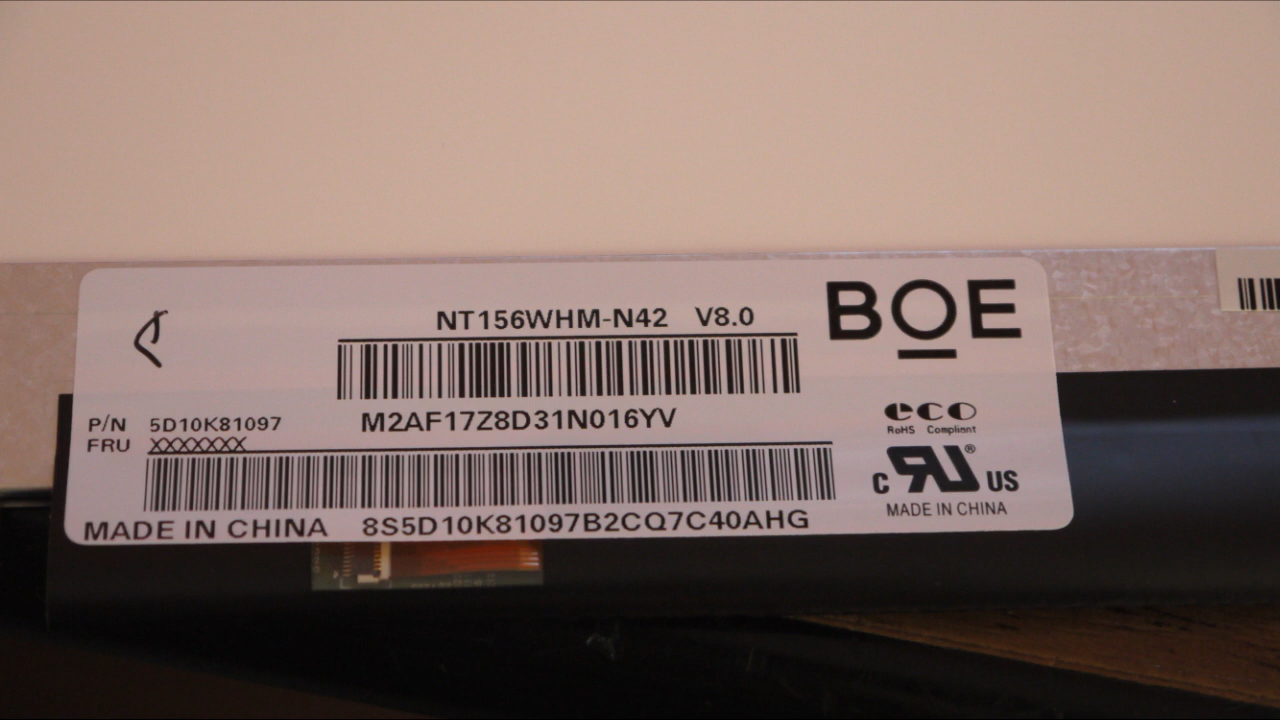 NT156WHM-N42 V8.0
BOE
P/N 5D10K81097
M2AF17Z8D31N016YV
FRU XXXXXXX
eco
RoHS Compliant
c RU ® US
MADE IN CHINA
MADE IN CHINA 8S5D10K81097B2CQ7C40AHG